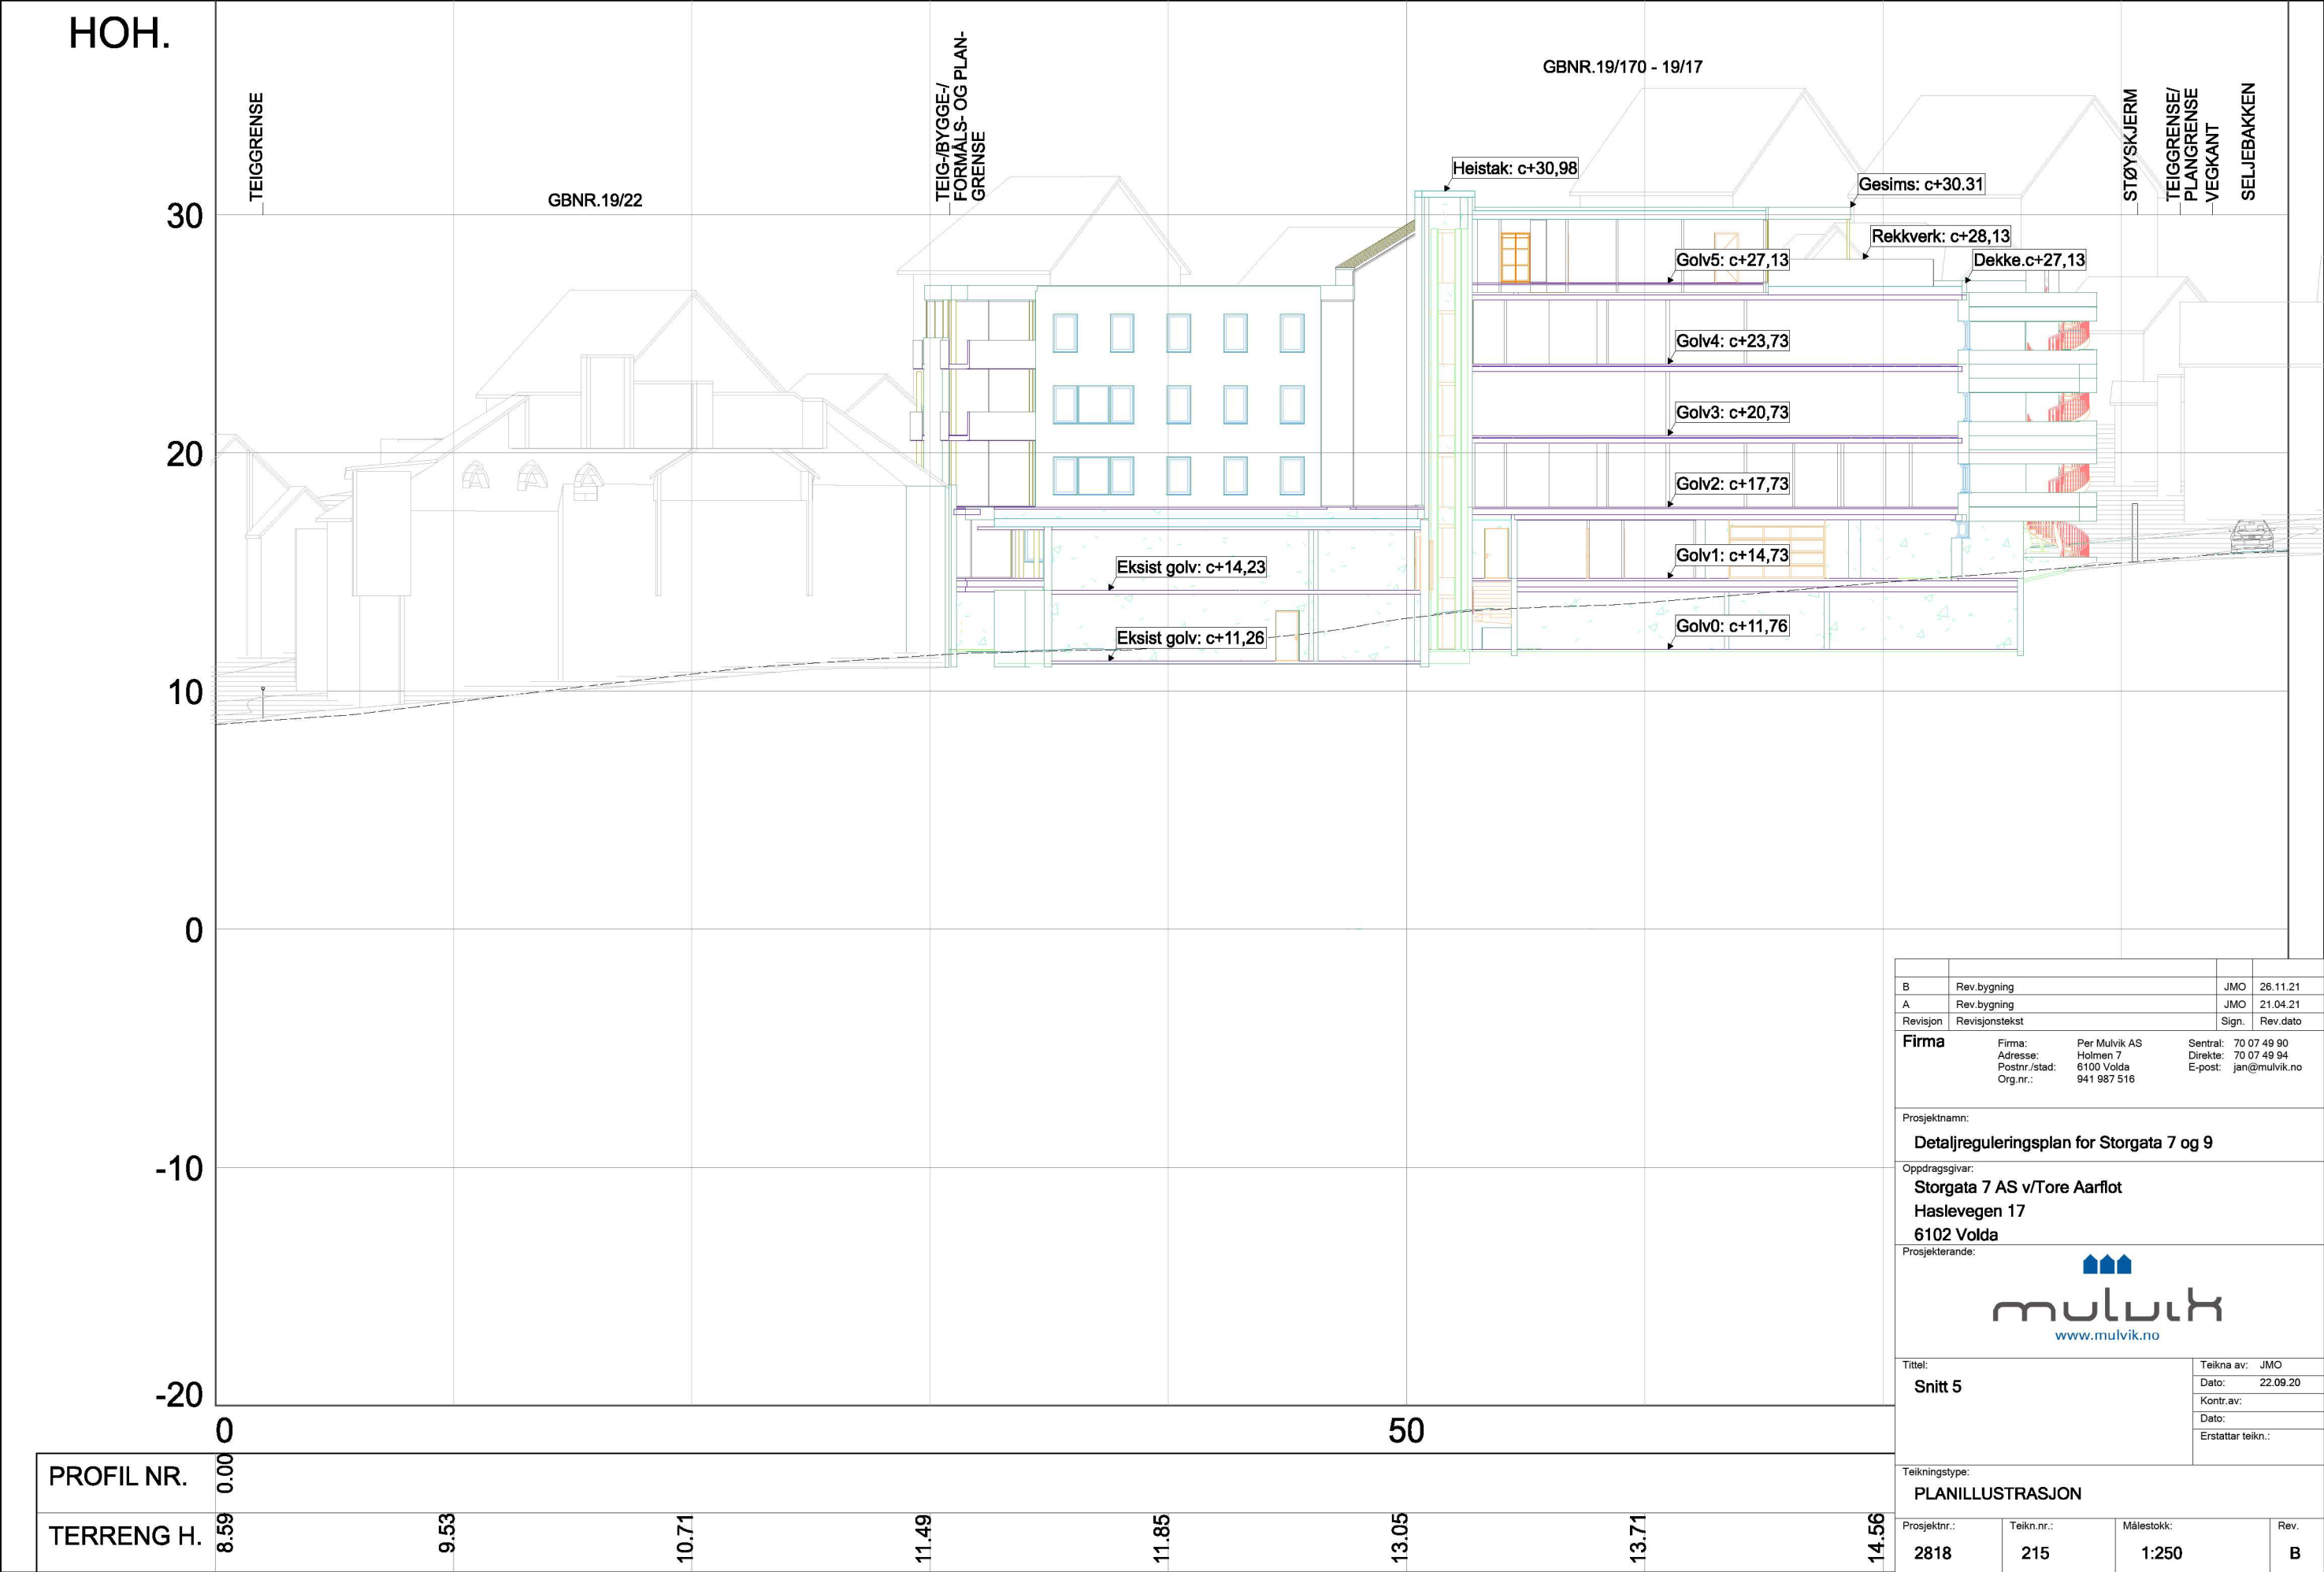 HOH.
TEIGGRENSE
GBNR.19/22
TEIG-/BYGGE-/
FORMÅLS- OG PLAN-
GRENSE
GBNR.19/170 - 19/17
STØYSKJERM
TEIGGRENSE/
PLANGRENSE
VEGKANT
SELJEBAKKEN
Heistak: c+30,98
Gesims: c+30.31
Rekkverk: c+28,13
Golv5: c+27,13
Dekke.c+27,13
Golv4: c+23,73
Golv3: c+20,73
Golv2: c+17,73
Golv1: c+14,73
Eksist golv: c+14,23
Golv0: c+11,76
Eksist golv: c+11,26
30
20
10
0
-10
-20
0
50
PROFIL NR.
0.00
TERRENG H.
8.59
9.53
10.71
11.49
11.85
13.05
13.71
14.56
B Rev.bygning JMO 26.11.21
A Rev.bygning JMO 21.04.21
Revisjon Revisjonstekst Sign. Rev.dato
Firma
Firma: Per Mulvik AS Sentral: 70 07 49 90
Adresse: Holmen 7 Direkte: 70 07 49 94
Postnr./stad: 6100 Volda E-post: jan@mulvik.no
Org.nr.: 941 987 516
Prosjektnamn:
Detaljreguleringsplan for Storgata 7 og 9
Oppdragsgivar:
Storgata 7 AS v/Tore Aarflot
Haslevegen 17
6102 Volda
Prosjekterande:
mulvik
www.mulvik.no
Tittel:
Snitt 5
Teikna av: JMO
Dato: 22.09.20
Kontr.av:
Dato:
Erstattar teikn.:
Teikningstype:
PLANILLUSTRASJON
Prosjektnr.: Teikn.nr.: Målestokk: Rev.
2818 215 1:250 B